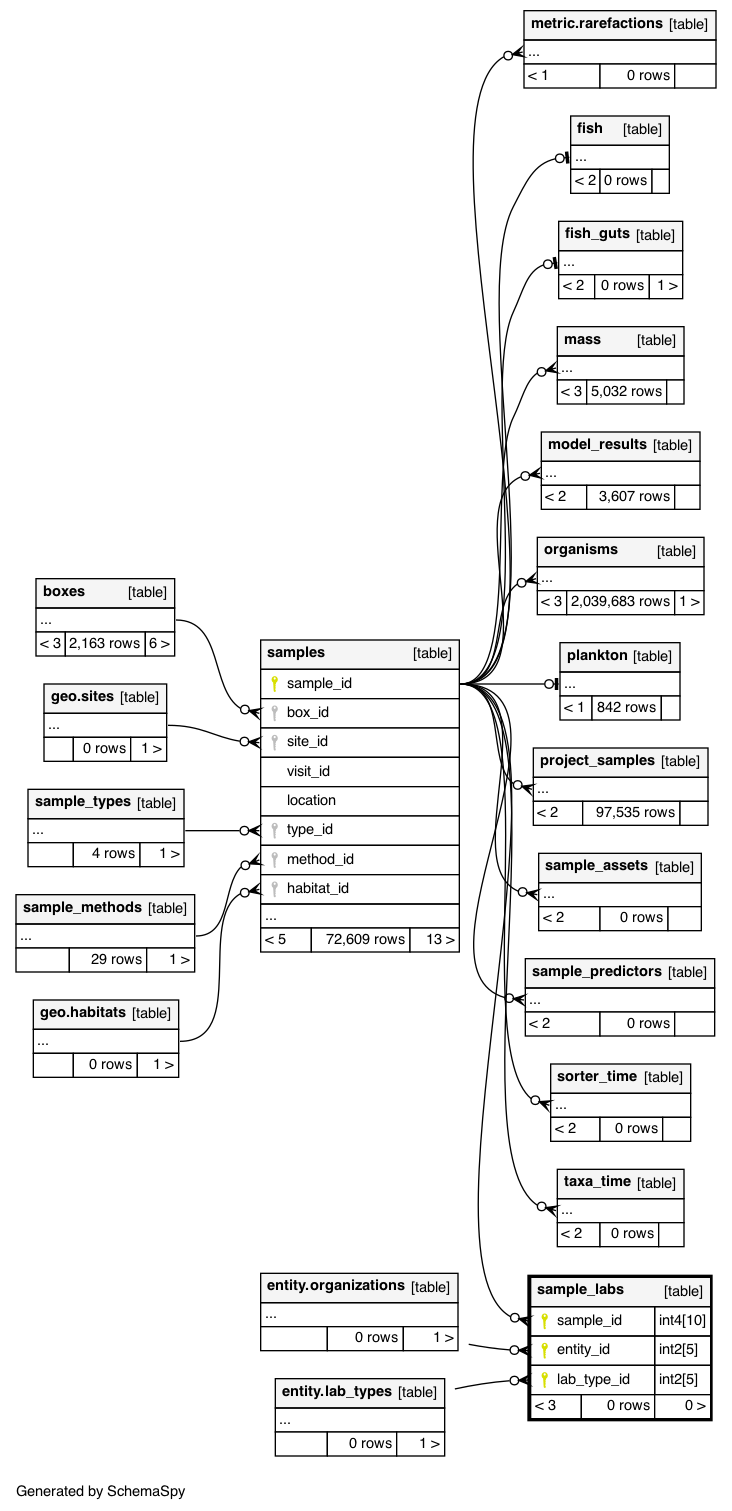 metric.rarefactions [table]
...
< 1 0 rows
fish [table]
...
< 2 0 rows
fish_guts [table]
...
< 2 0 rows 1 >
mass [table]
...
< 3 5,032 rows
model_results [table]
...
< 2 3,607 rows
organisms [table]
...
< 3 2,039,683 rows 1 >
boxes [table]
...
< 3 2,163 rows 6 >
geo.sites [table]
...
0 rows 1 >
sample_types [table]
...
4 rows 1 >
sample_methods [table]
...
29 rows 1 >
geo.habitats [table]
...
0 rows 1 >
samples [table]
sample_id
box_id
site_id
visit_id
location
type_id
method_id
habitat_id
...
< 5 72,609 rows 13 >
plankton [table]
...
< 1 842 rows
project_samples [table]
...
< 2 97,535 rows
sample_assets [table]
...
< 2 0 rows
sample_predictors [table]
...
< 2 0 rows
sorter_time [table]
...
< 2 0 rows
taxa_time [table]
...
< 2 0 rows
entity.organizations [table]
...
0 rows 1 >
entity.lab_types [table]
...
0 rows 1 >
sample_labs [table]
sample_id int4[10]
entity_id int2[5]
lab_type_id int2[5]
< 3 0 rows 0 >
Generated by SchemaSpy